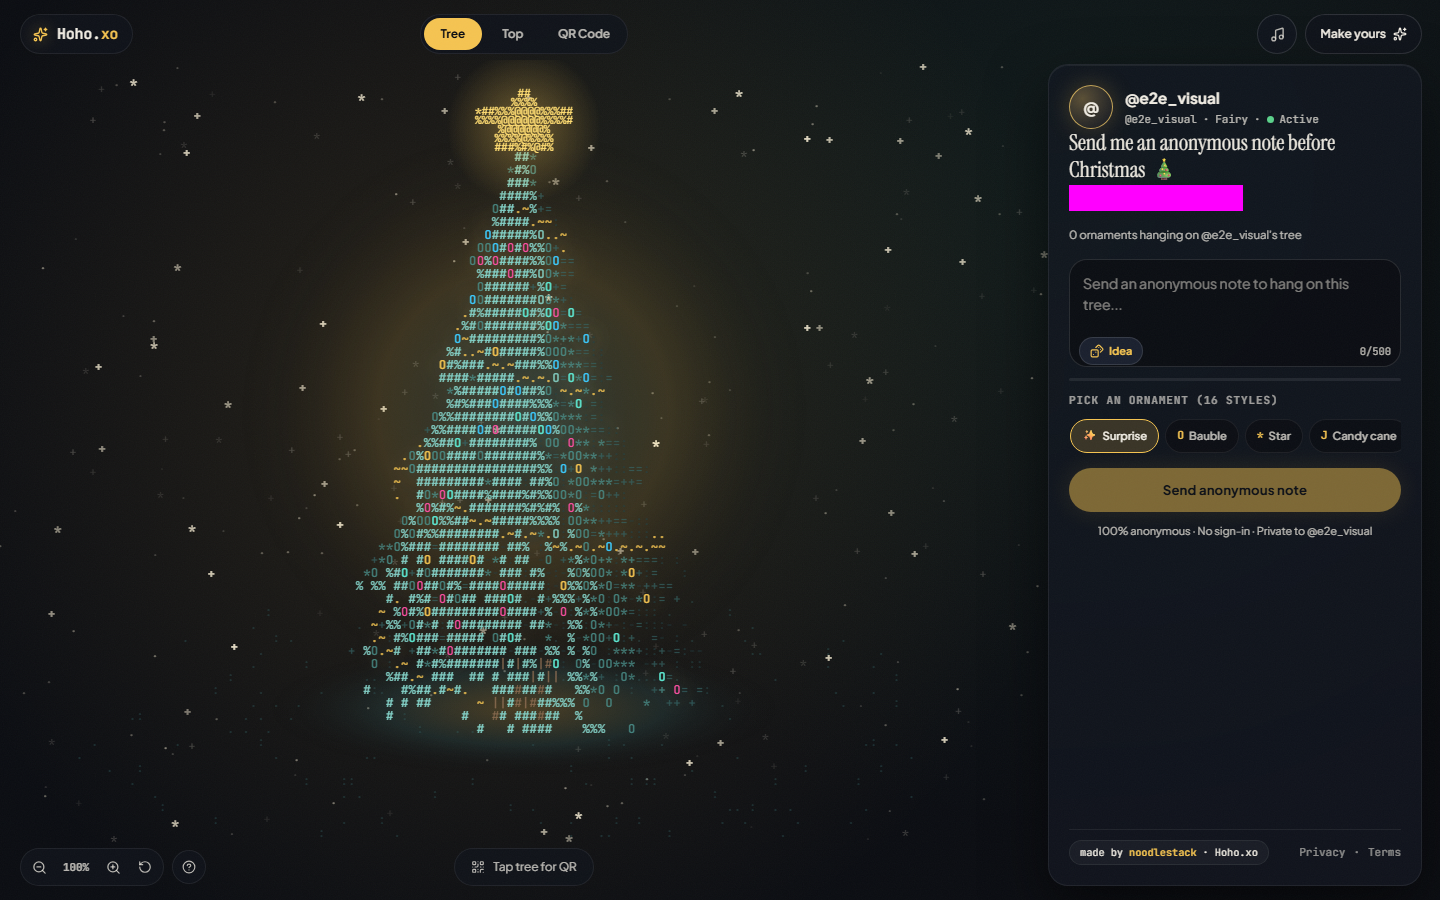 Hoho.xo
Tree
Top
QR Code
Make yours
@
@e2e_visual
@e2e_visual · Fairy · Active
Send me an anonymous note before
Christmas 🎄
0 ornaments hanging on @e2e_visual's tree
Send an anonymous note to hang on this
tree...
Idea
0/500
PICK AN ORNAMENT (16 STYLES)
Surprise
O Bauble
* Star
J Candy cane
Send anonymous note
100% anonymous · No sign-in · Private to @e2e_visual
100%
Tap tree for QR
made by noodlestack · Hoho.xo
Privacy · Terms